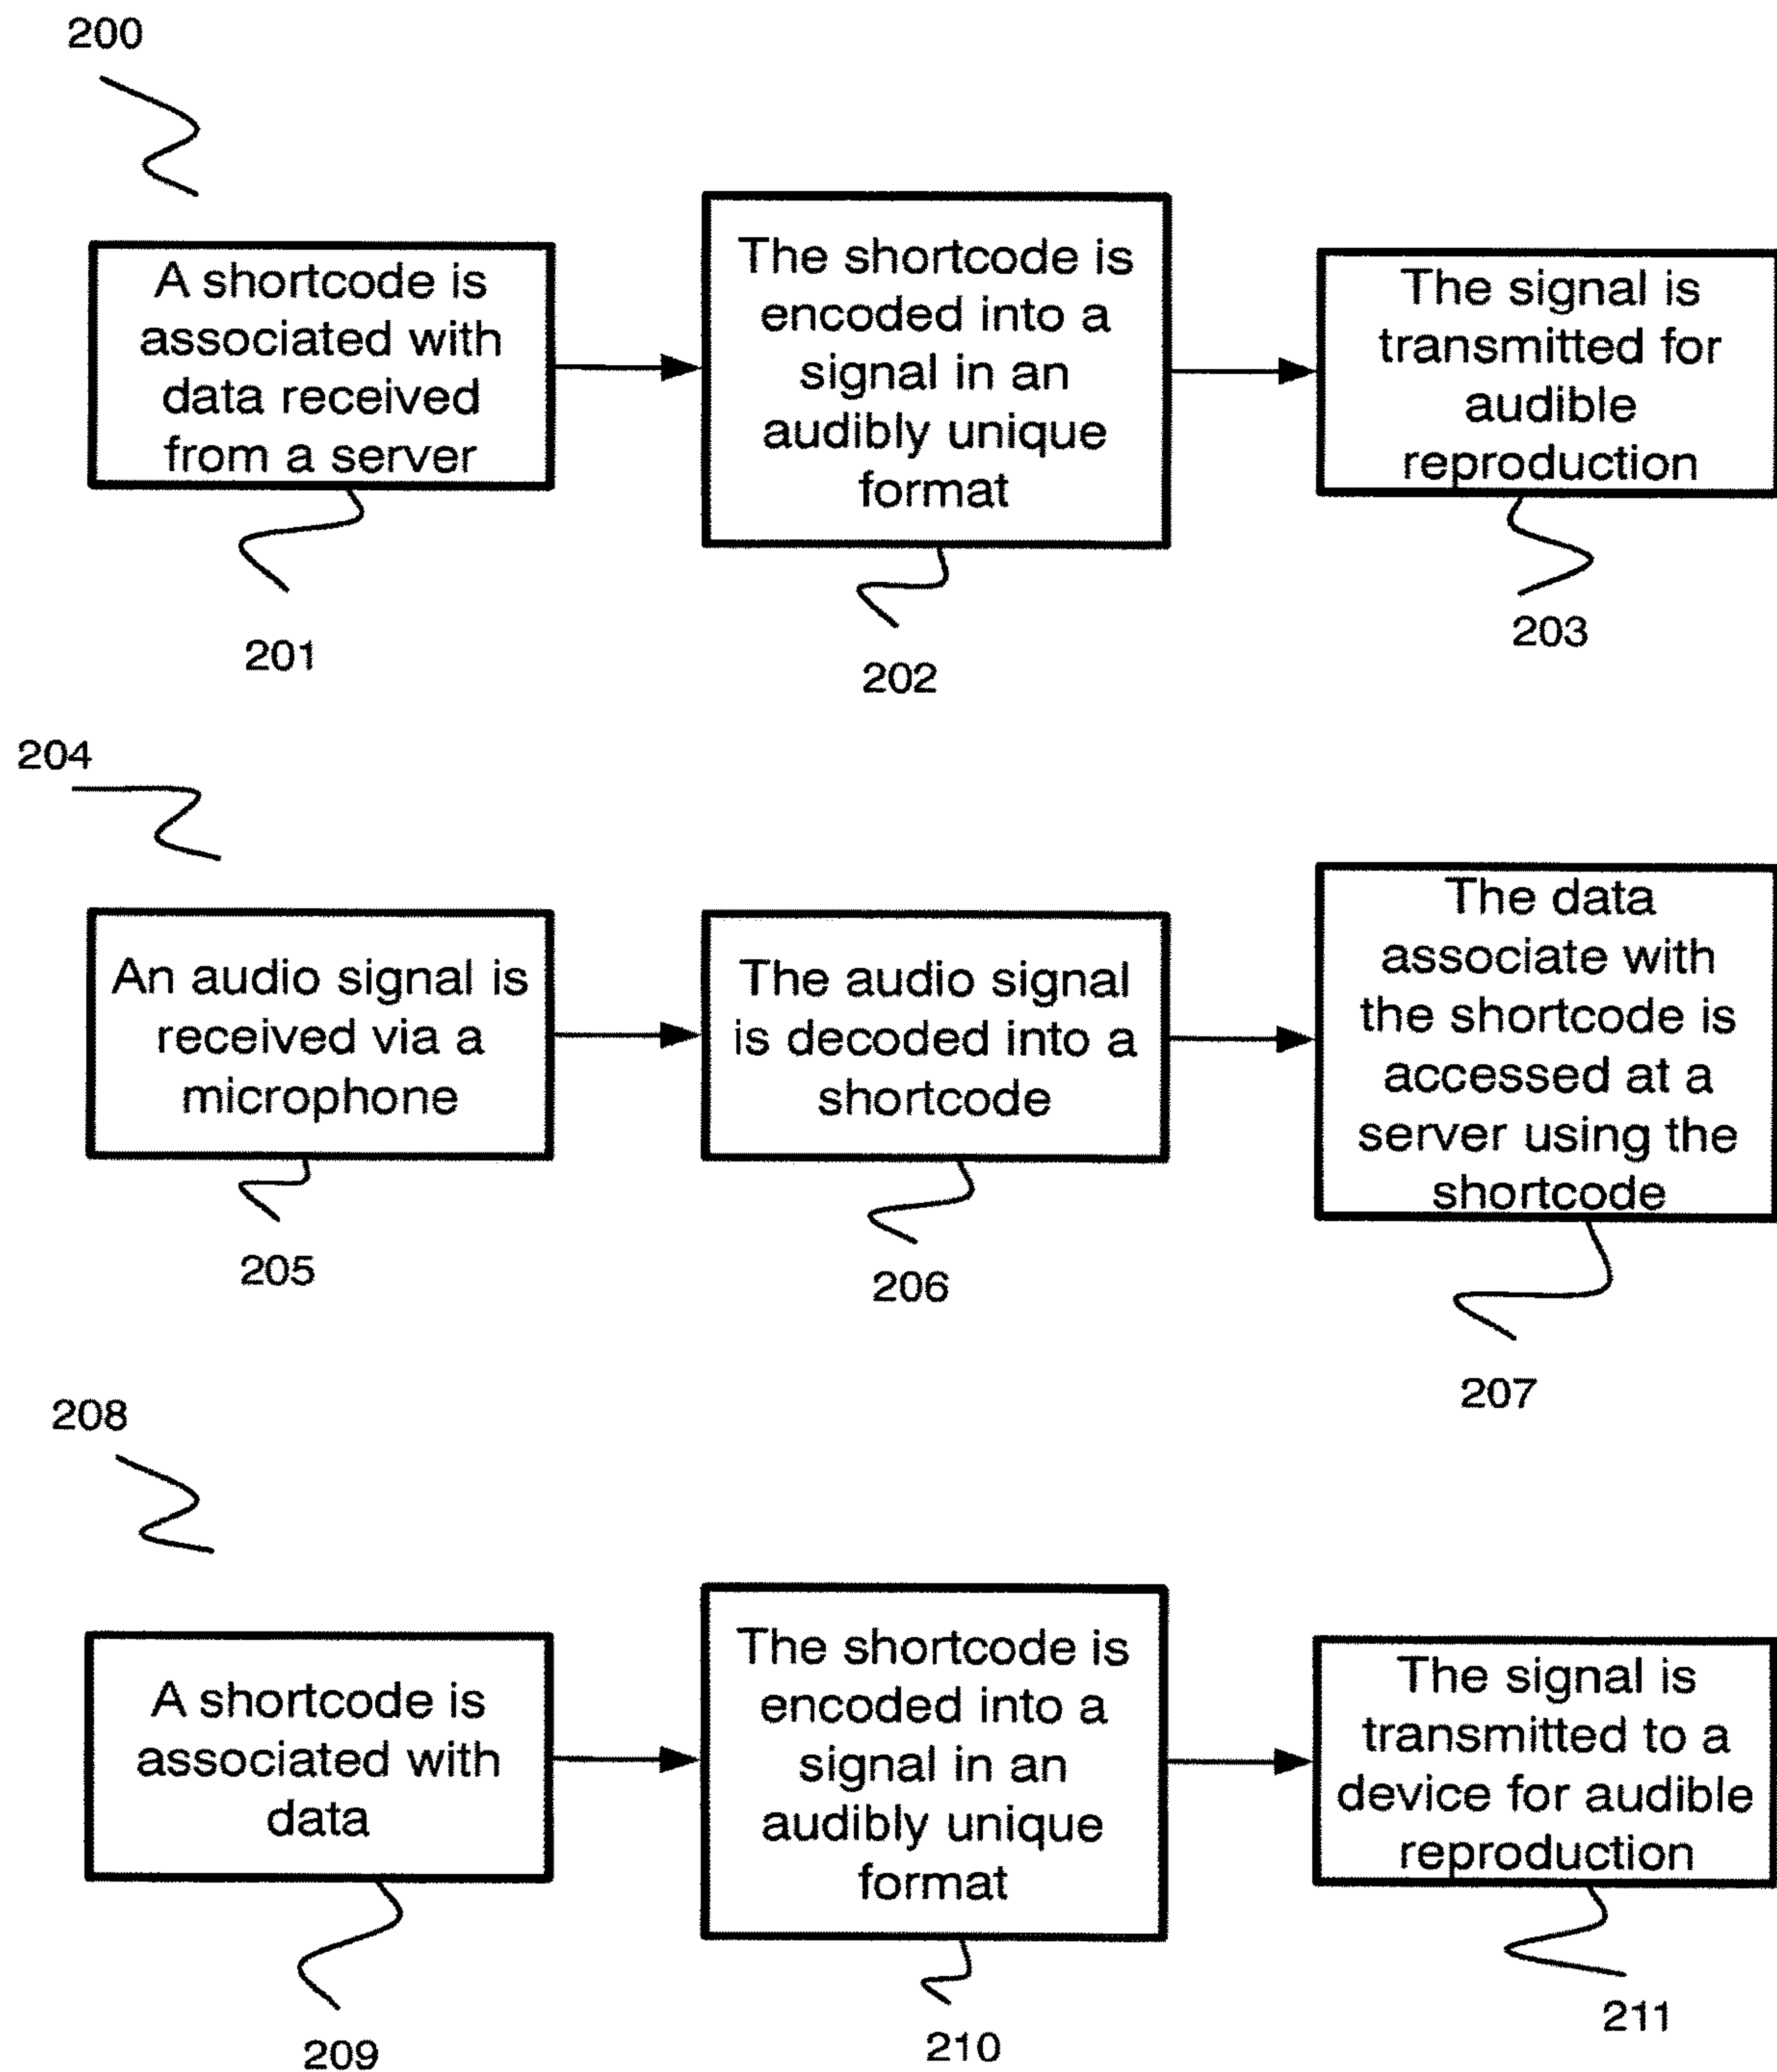 200
A shortcode is
associated with
data received
from a server
The shortcode is
encoded into a
signal in an
audibly unique
format
The signal is
transmitted for
audible
reproduction
201
202
203
204
An audio signal is
received via a
microphone
The audio signal
is decoded into a
shortcode
The data
associate with
the shortcode is
accessed at a
server using the
shortcode
205
206
207
208
A shortcode is
associated with
data
The shortcode is
encoded into a
signal in an
audibly unique
format
The signal is
transmitted to a
device for audible
reproduction
209
210
211